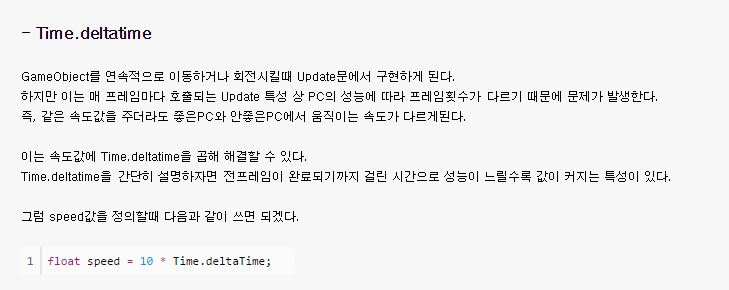 - Time.deltatime
GameObject를 연속적으로 이동하거나 회전시킬때 Update문에서 구현하게 된다.
하지만 이는 매 프레임마다 호출되는 Update 특성 상 PC의 성능에 따라 프레임횟수가 다르기 때문에 문제가 발생한다.
즉, 같은 속도값을 주더라도 좋은PC와 안좋은PC에서 움직이는 속도가 다르게된다.
이는 속도값에 Time.deltatime을 곱해 해결할 수 있다.
Time.deltatime을 간단히 설명하자면 전프레임이 완료되기까지 걸린 시간으로 성능이 느릴수록 값이 커지는 특성이 있다.
그럼 speed값을 정의할때 다음과 같이 쓰면 되겠다.
1 float speed = 10 * Time.deltaTime;